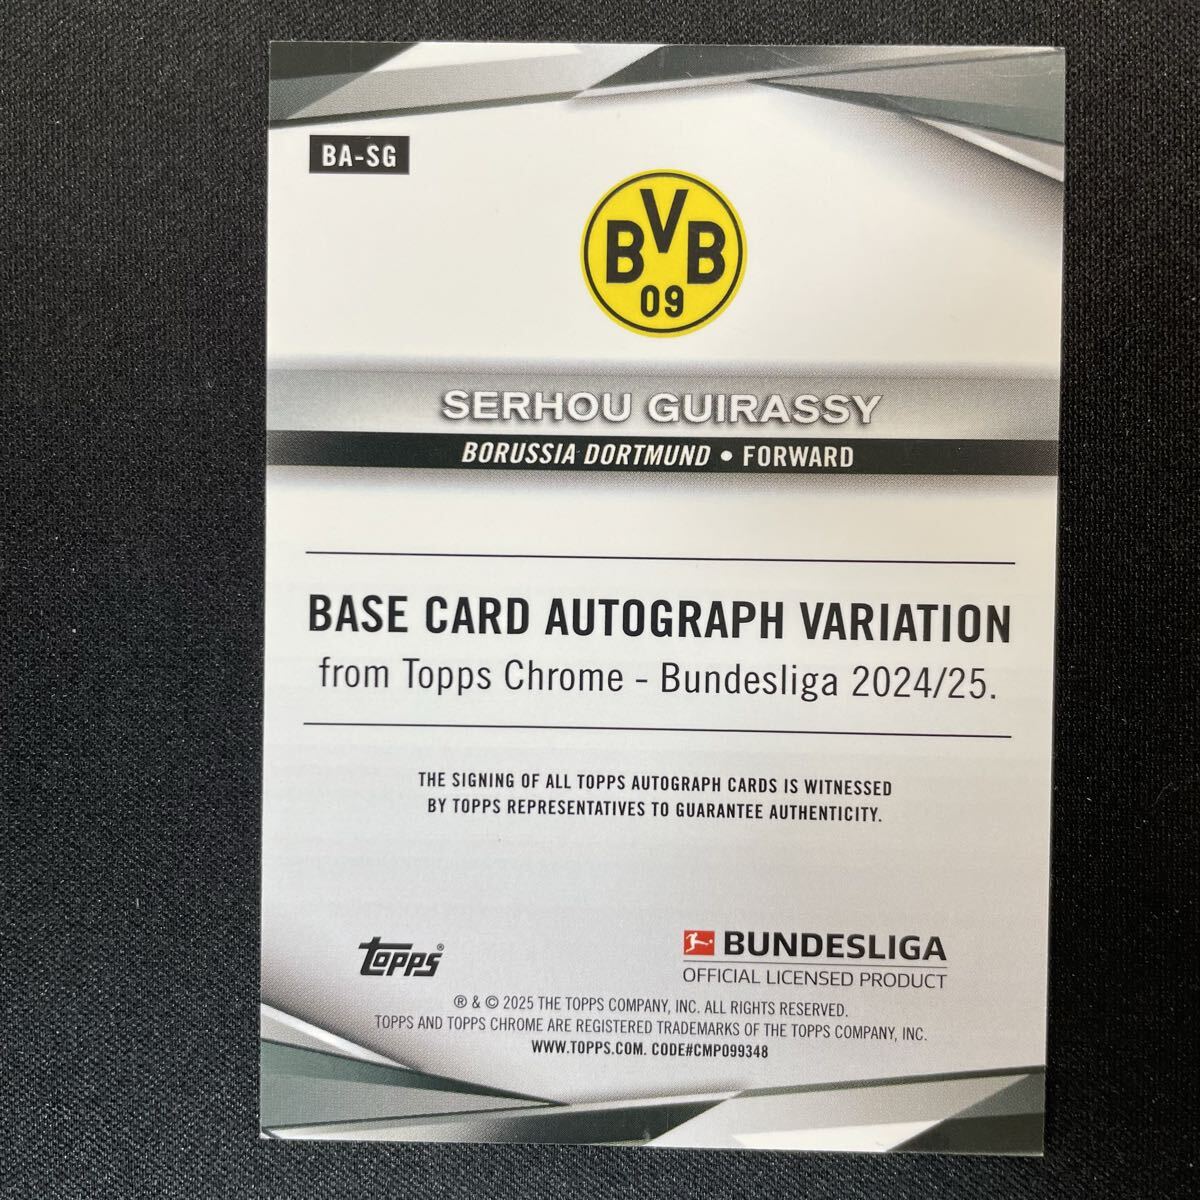 BA-SG
BVB
09
SERHOU GUIRASSY
BORUSSIA DORTMUND • FORWARD
BASE CARD AUTOGRAPH VARIATION
from Topps Chrome - Bundesliga 2024/25.
THE SIGNING OF ALL TOPPS AUTOGRAPH CARDS IS WITNESSED
BY TOPPS REPRESENTATIVES TO GUARANTEE AUTHENTICITY.
topps®
BUNDESLIGA
OFFICIAL LICENSED PRODUCT
® & © 2025 THE TOPPS COMPANY, INC. ALL RIGHTS RESERVED.
TOPPS AND TOPPS CHROME ARE REGISTERED TRADEMARKS OF THE TOPPS COMPANY, INC.
WWW.TOPPS.COM. CODE#CMP099348